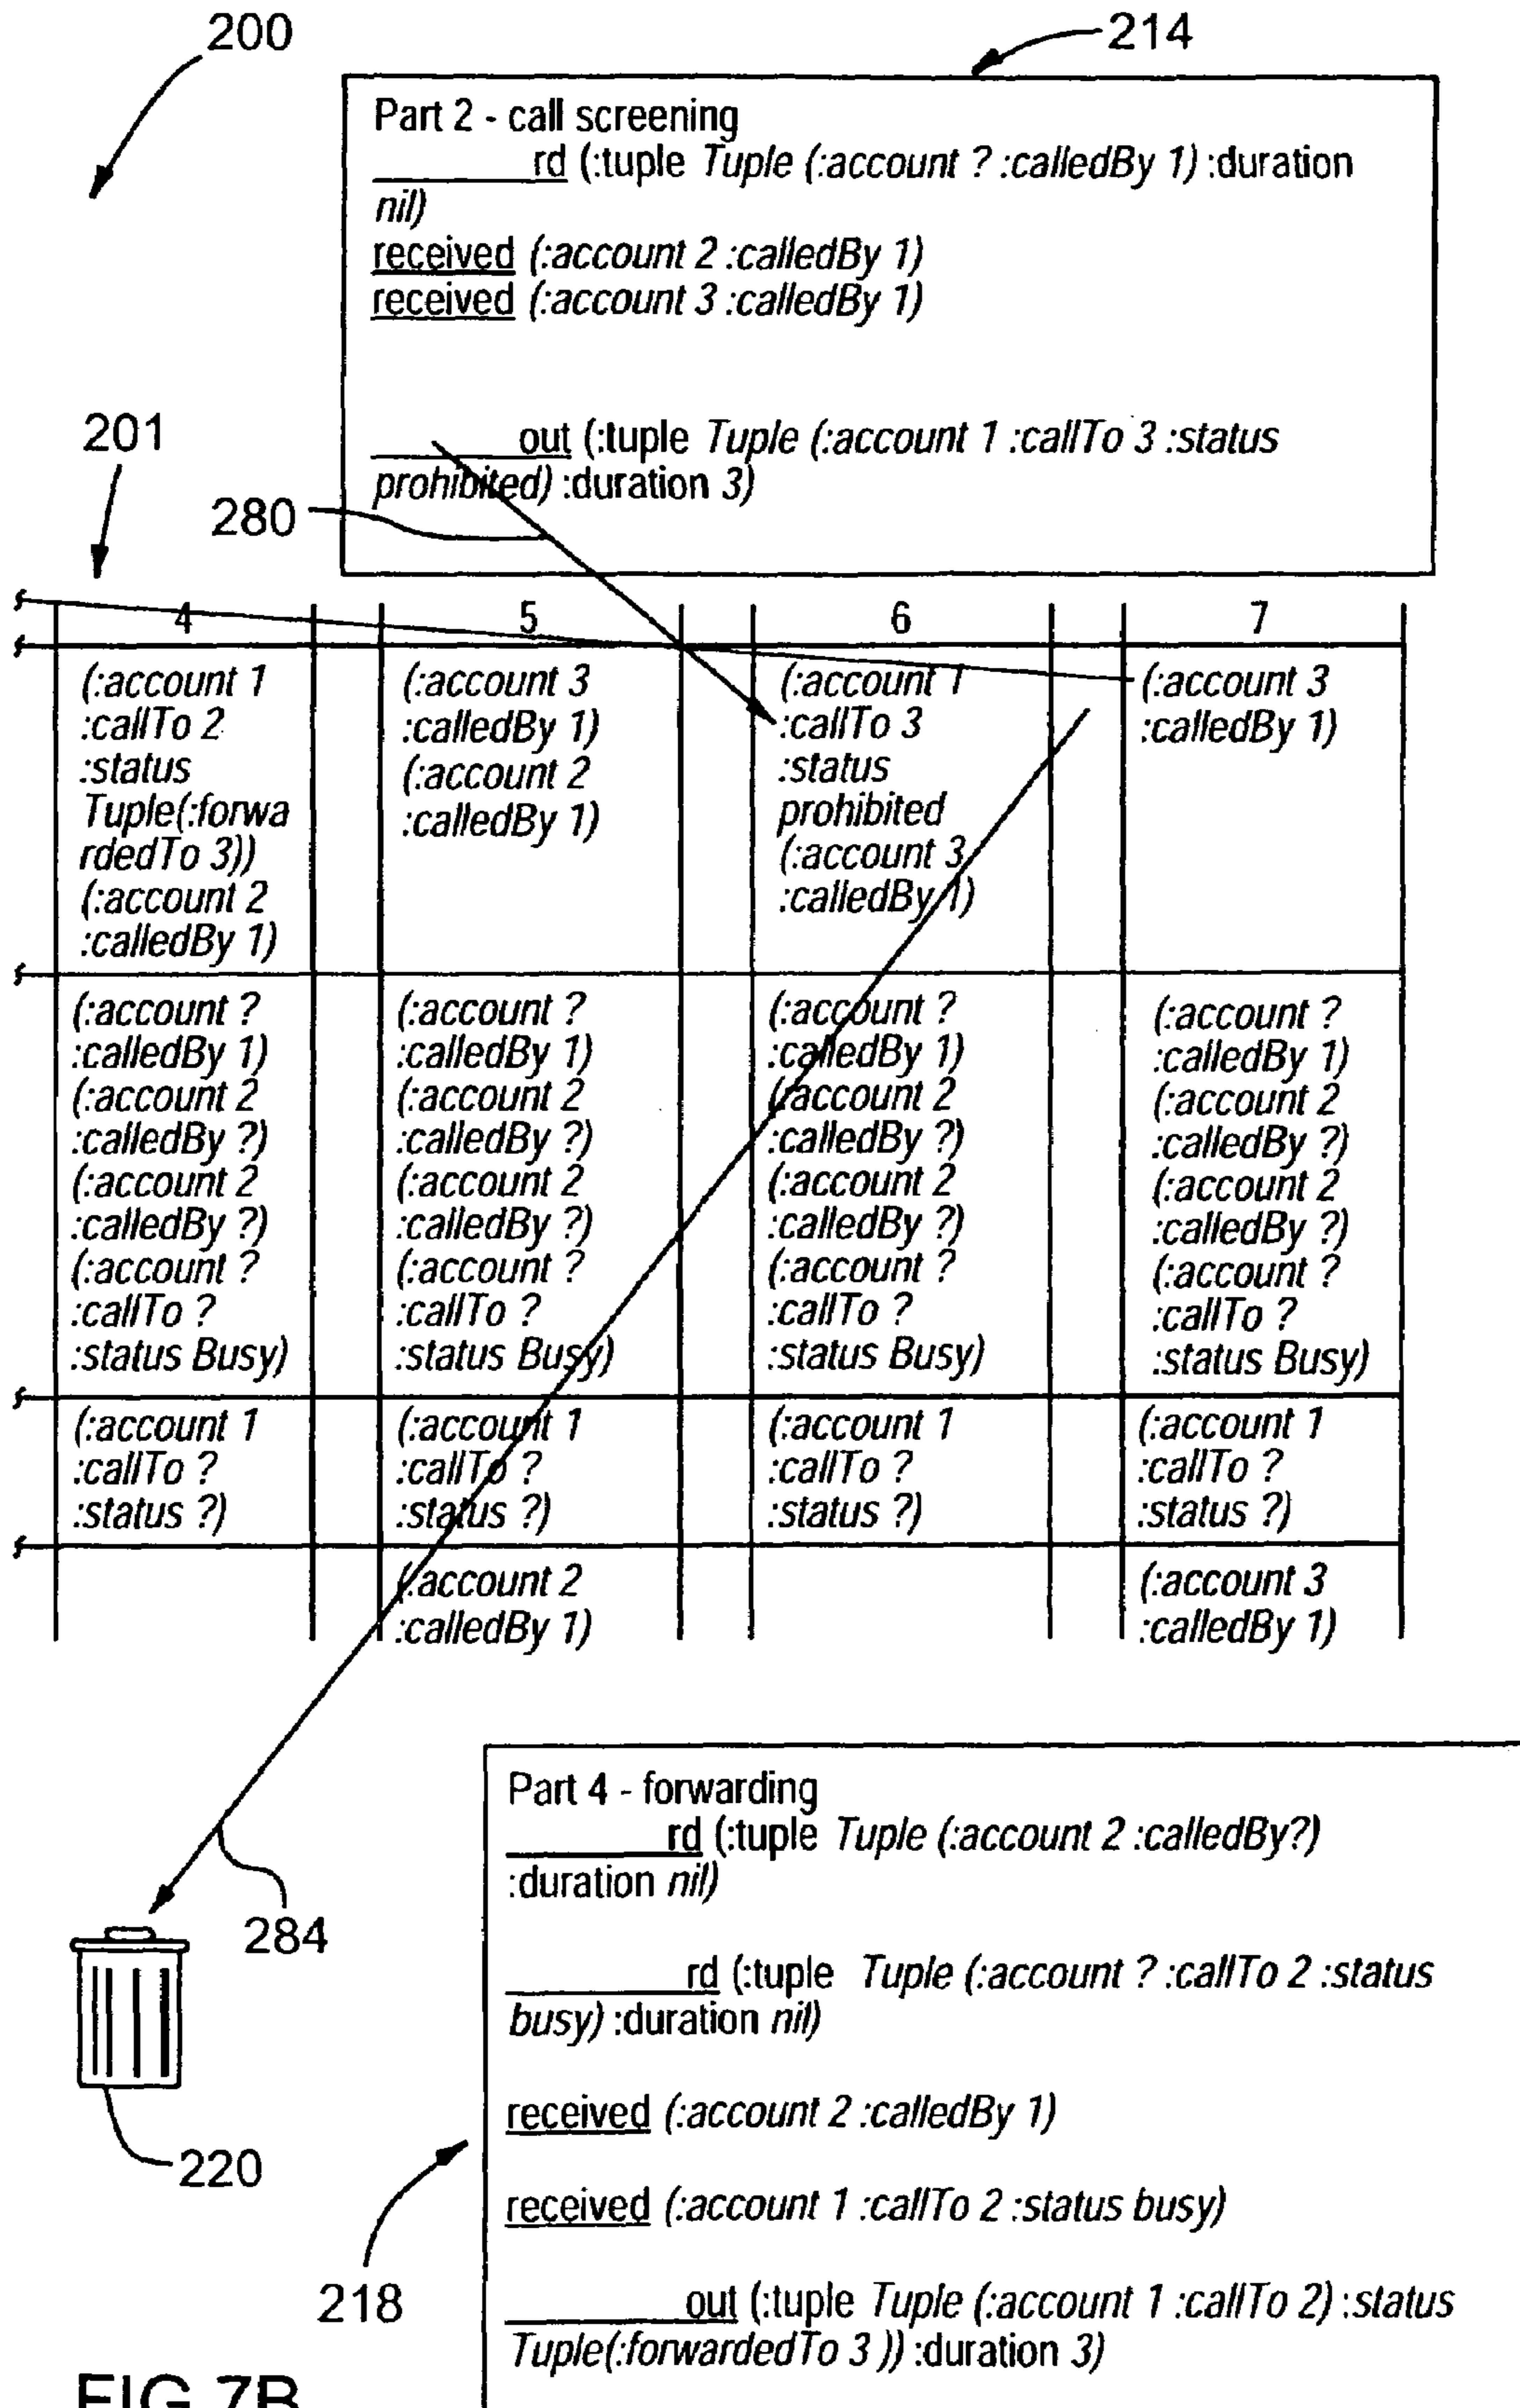 200
214
Part 2 - call screening
rd (:tuple Tuple (:account ? :calledBy 1) :duration
nil)
received (:account 2 :calledBy 1)
received (:account 3 :calledBy 1)
out (:tuple Tuple (:account 1 :callTo 3 :status
prohibited) :duration 3)
201
280
4
5
6
7
(:account 1
:callTo 2
:status
Tuple(:forwa
rdedTo 3))
(:account 2
:calledBy 1)
(:account 3
:calledBy 1)
(:account 2
:calledBy 1)
(:account 1
:callTo 3
:status
prohibited
(:account 3
:calledBy 1)
(:account 3
:calledBy 1)
(:account ?
:calledBy 1)
(:account 2
:calledBy ?)
(:account 2
:calledBy ?)
(:account ?
:callTo ?
:status Busy)
(:account ?
:calledBy 1)
(:account 2
:calledBy ?)
(:account 2
:calledBy ?)
(:account ?
:callTo ?
:status Busy)
(:account ?
:calledBy 1)
(:account 2
:calledBy ?)
(:account 2
:calledBy ?)
(:account ?
:callTo ?
:status Busy)
(:account ?
:calledBy 1)
(:account 2
:calledBy ?)
(:account 2
:calledBy ?)
(:account ?
:callTo ?
:status Busy)
(:account 1
:callTo ?
:status ?)
(:account 1
:callTo ?
:status ?)
(:account 1
:callTo ?
:status ?)
(:account 1
:callTo ?
:status ?)
(:account 2
:calledBy 1)
(:account 3
:calledBy 1)
Part 4 - forwarding
rd (:tuple Tuple (:account 2 :calledBy?)
:duration nil)
rd (:tuple Tuple (:account ? :callTo 2 :status
busy) :duration nil)
received (:account 2 :calledBy 1)
received (:account 1 :callTo 2 :status busy)
out (:tuple Tuple (:account 1 :callTo 2) :status
Tuple(:forwardedTo 3 )) :duration 3)
284
220
218
FIG 7B